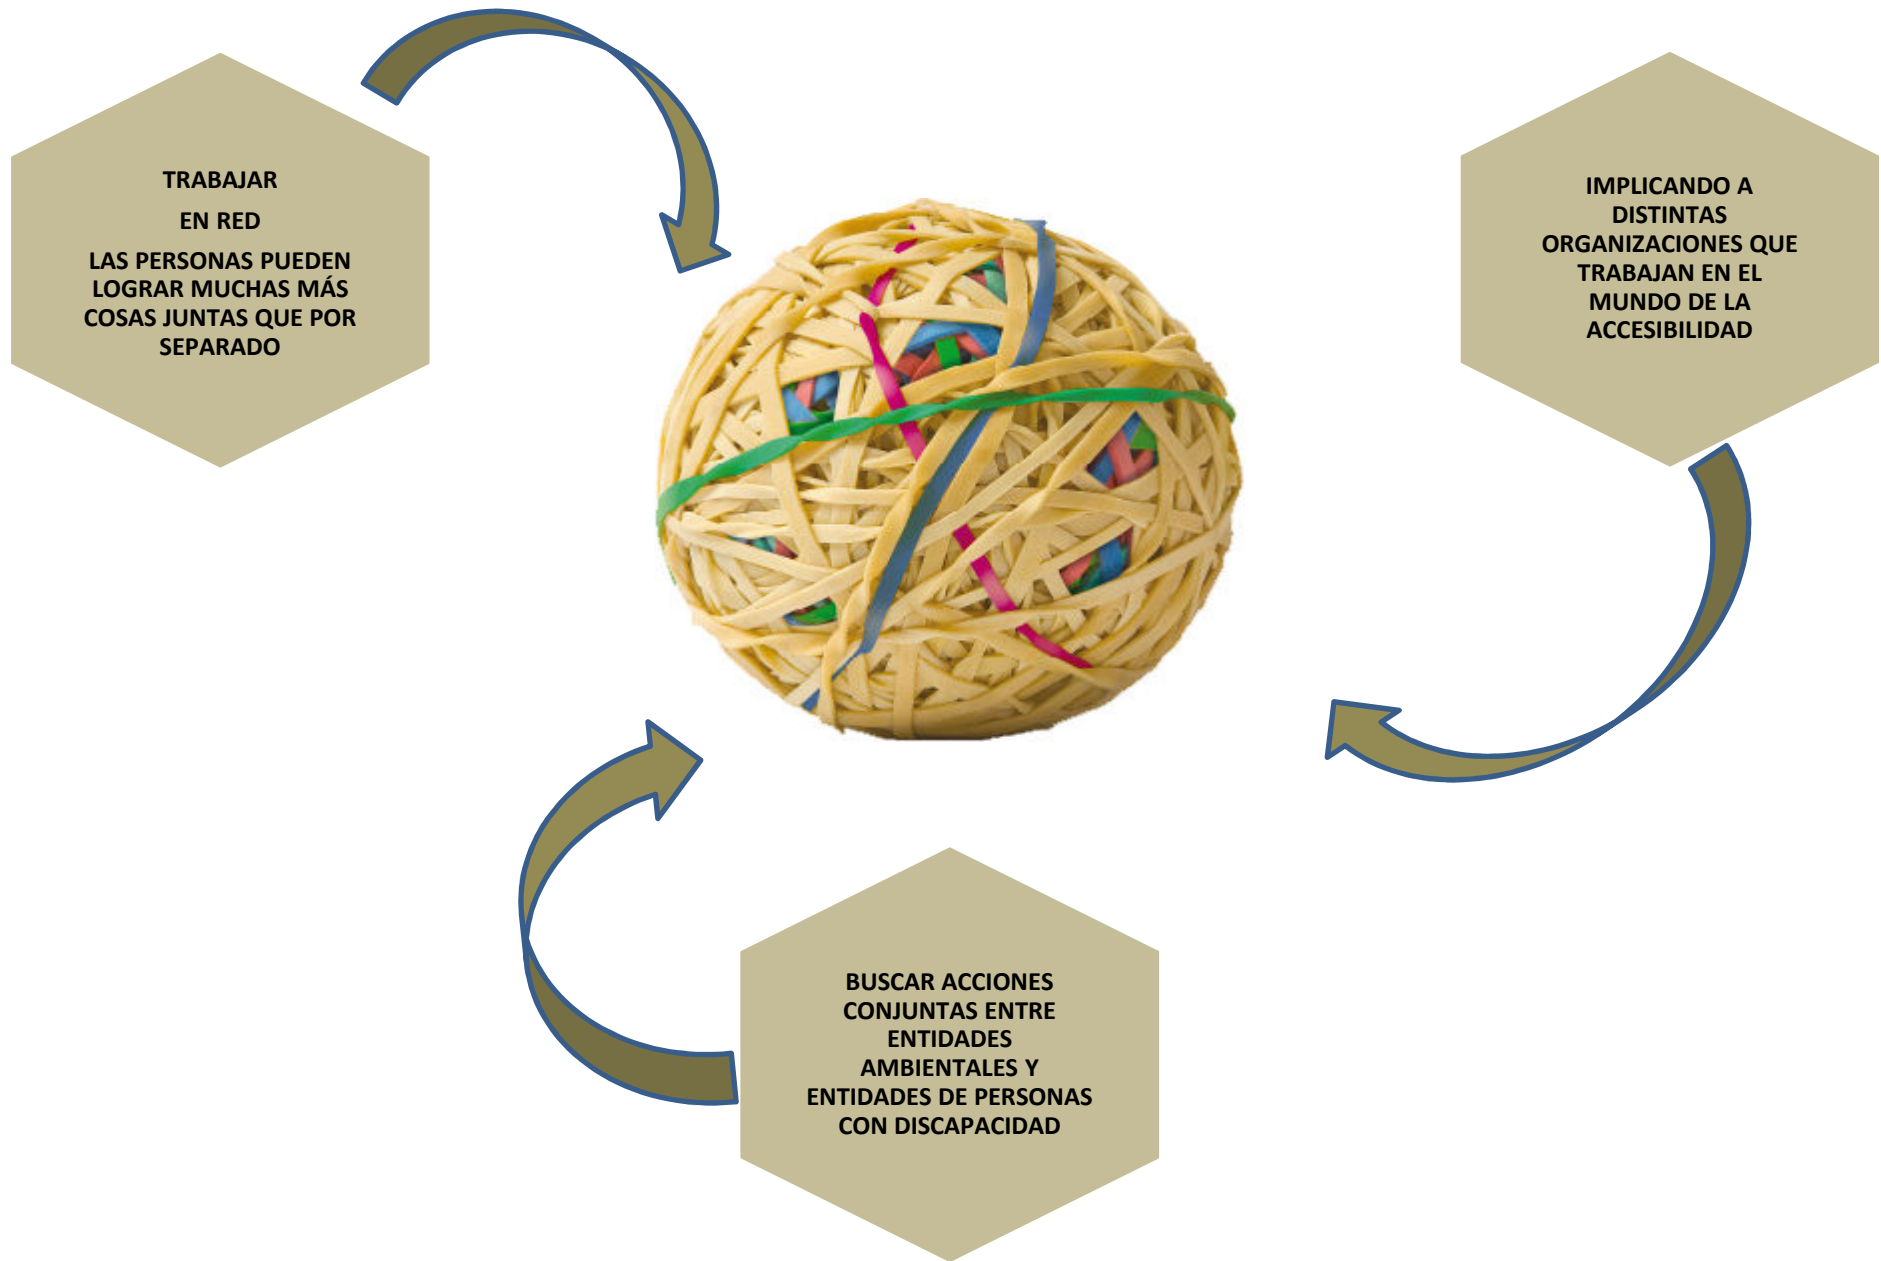 TRABAJAR
EN RED
LAS PERSONAS PUEDEN
LOGRAR MUCHAS MÁS
COSAS JUNTAS QUE POR
SEPARADO
IMPLICANDO A
DISTINTAS
ORGANIZACIONES QUE
TRABAJAN EN EL
MUNDO DE LA
ACCESIBILIDAD
BUSCAR ACCIONES
CONJUNTAS ENTRE
ENTIDADES
AMBIENTALES Y
ENTIDADES DE PERSONAS
CON DISCAPACIDAD